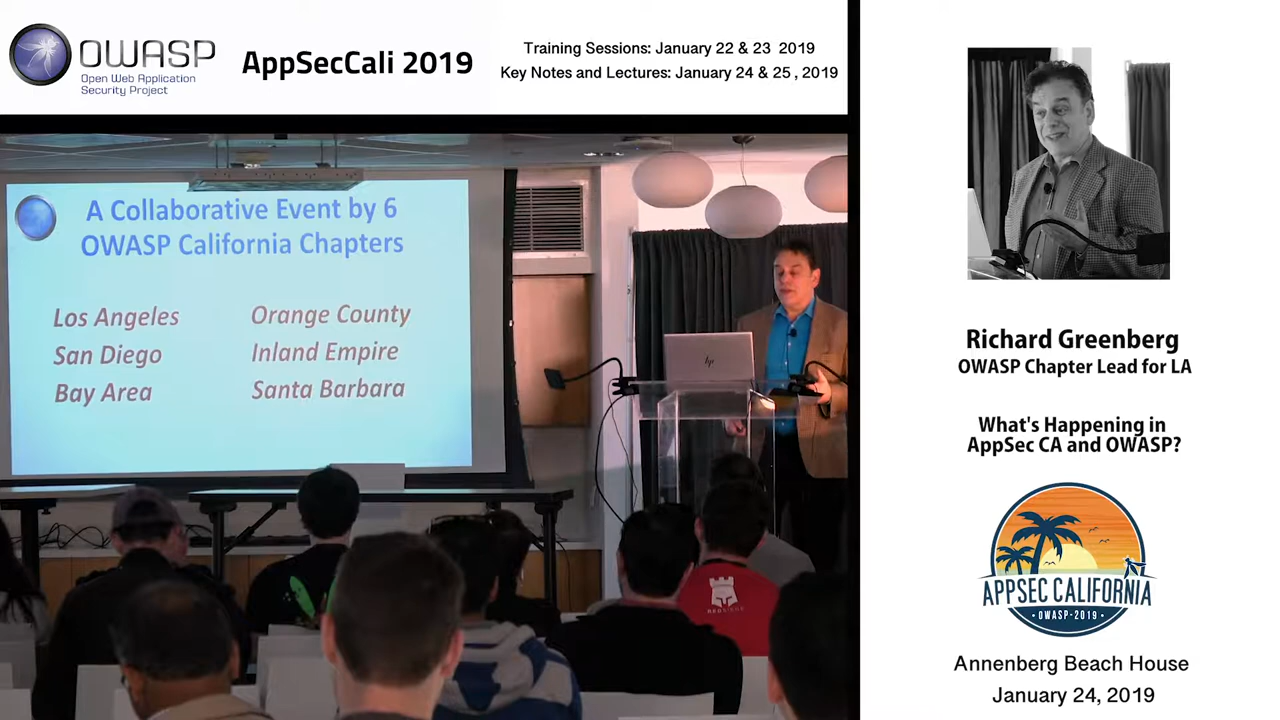 OWASP
Open Web Application
Security Project
AppSecCali 2019
Training Sessions: January 22 & 23 2019
Key Notes and Lectures: January 24 & 25 , 2019
A Collaborative Event by 6
OWASP California Chapters
Los Angeles
Orange County
San Diego
Inland Empire
Bay Area
Santa Barbara
hp
Richard Greenberg
OWASP Chapter Lead for LA
What's Happening in
AppSec CA and OWASP?
APPSEC CALIFORNIA
• OWASP-2019 •
Annenberg Beach House
January 24, 2019